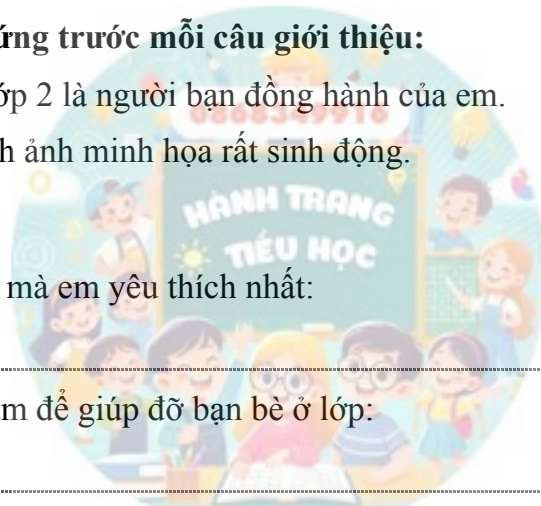 ứng trước mỗi câu giới thiệu:
ớp 2 là người bạn đồng hành của em.
0868349916
h ảnh minh họa rất sinh động.
HÀNH TRANG
TIỂU HỌC
mà em yêu thích nhất:
m để giúp đỡ bạn bè ở lớp: